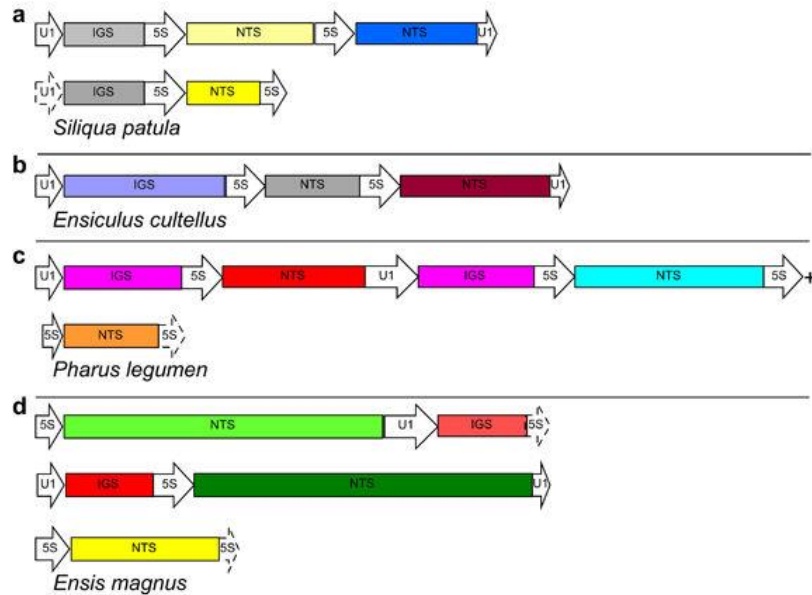 a
U1 IGS 5S NTS 5S NTS U1
U1 IGS 5S NTS 5S
Siliqua patula
b
U1 IGS 5S NTS 5S NTS U1
Ensiculus cultellus
c
U1 IGS 5S NTS U1 IGS 5S NTS 5S +
5S NTS 5S
Pharus legumen
d
5S NTS U1 IGS 5S
U1 IGS 5S NTS U1
5S NTS 5S
Ensis magnus